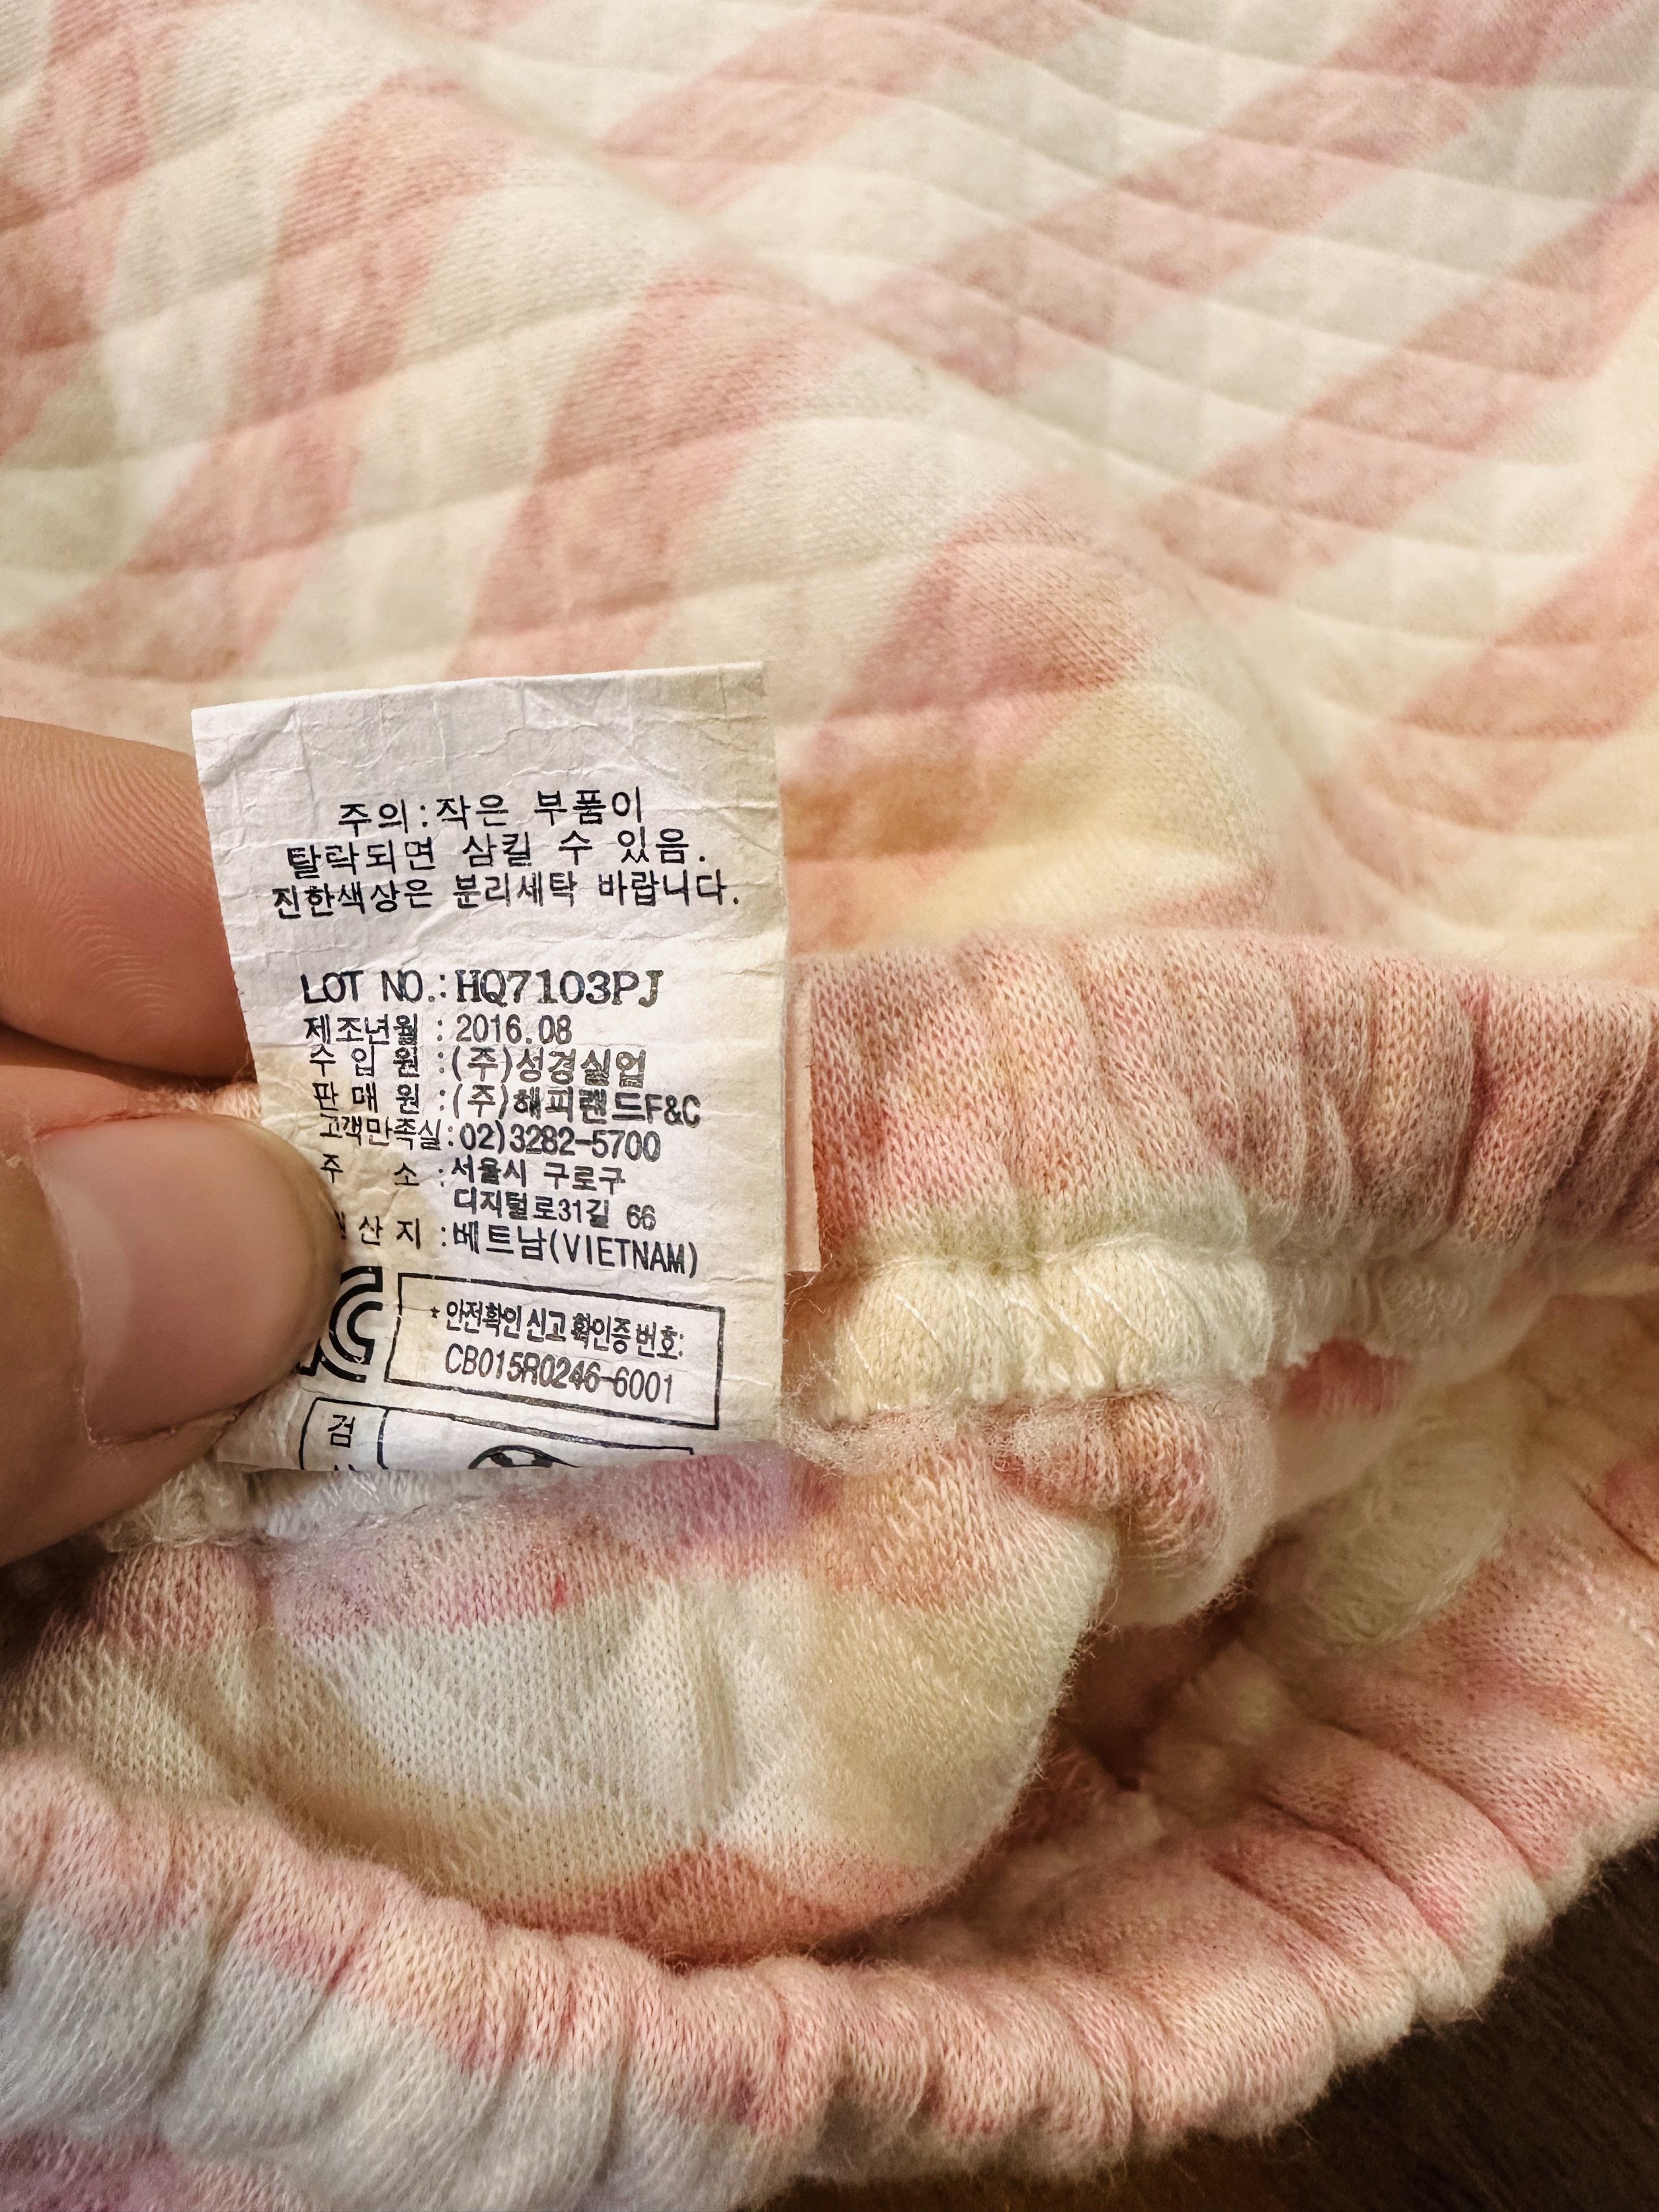 주의:작은 부품이
탈락되면 삼킬 수 있음.
진한색상은 분리세탁 바랍니다.
LOT NO.:HQ7103PJ
제조년월 : 2016.08
수 입 원 :(주)성경실업
판 매 원 :(주)해피랜드F&C
고객만족실:02)3282-5700
주 소 :서울시 구로구
디지털로31길 66
산 지 :베트남(VIETNAM)
*안전확인신고확인증번호:
CB015R0246-6001
검